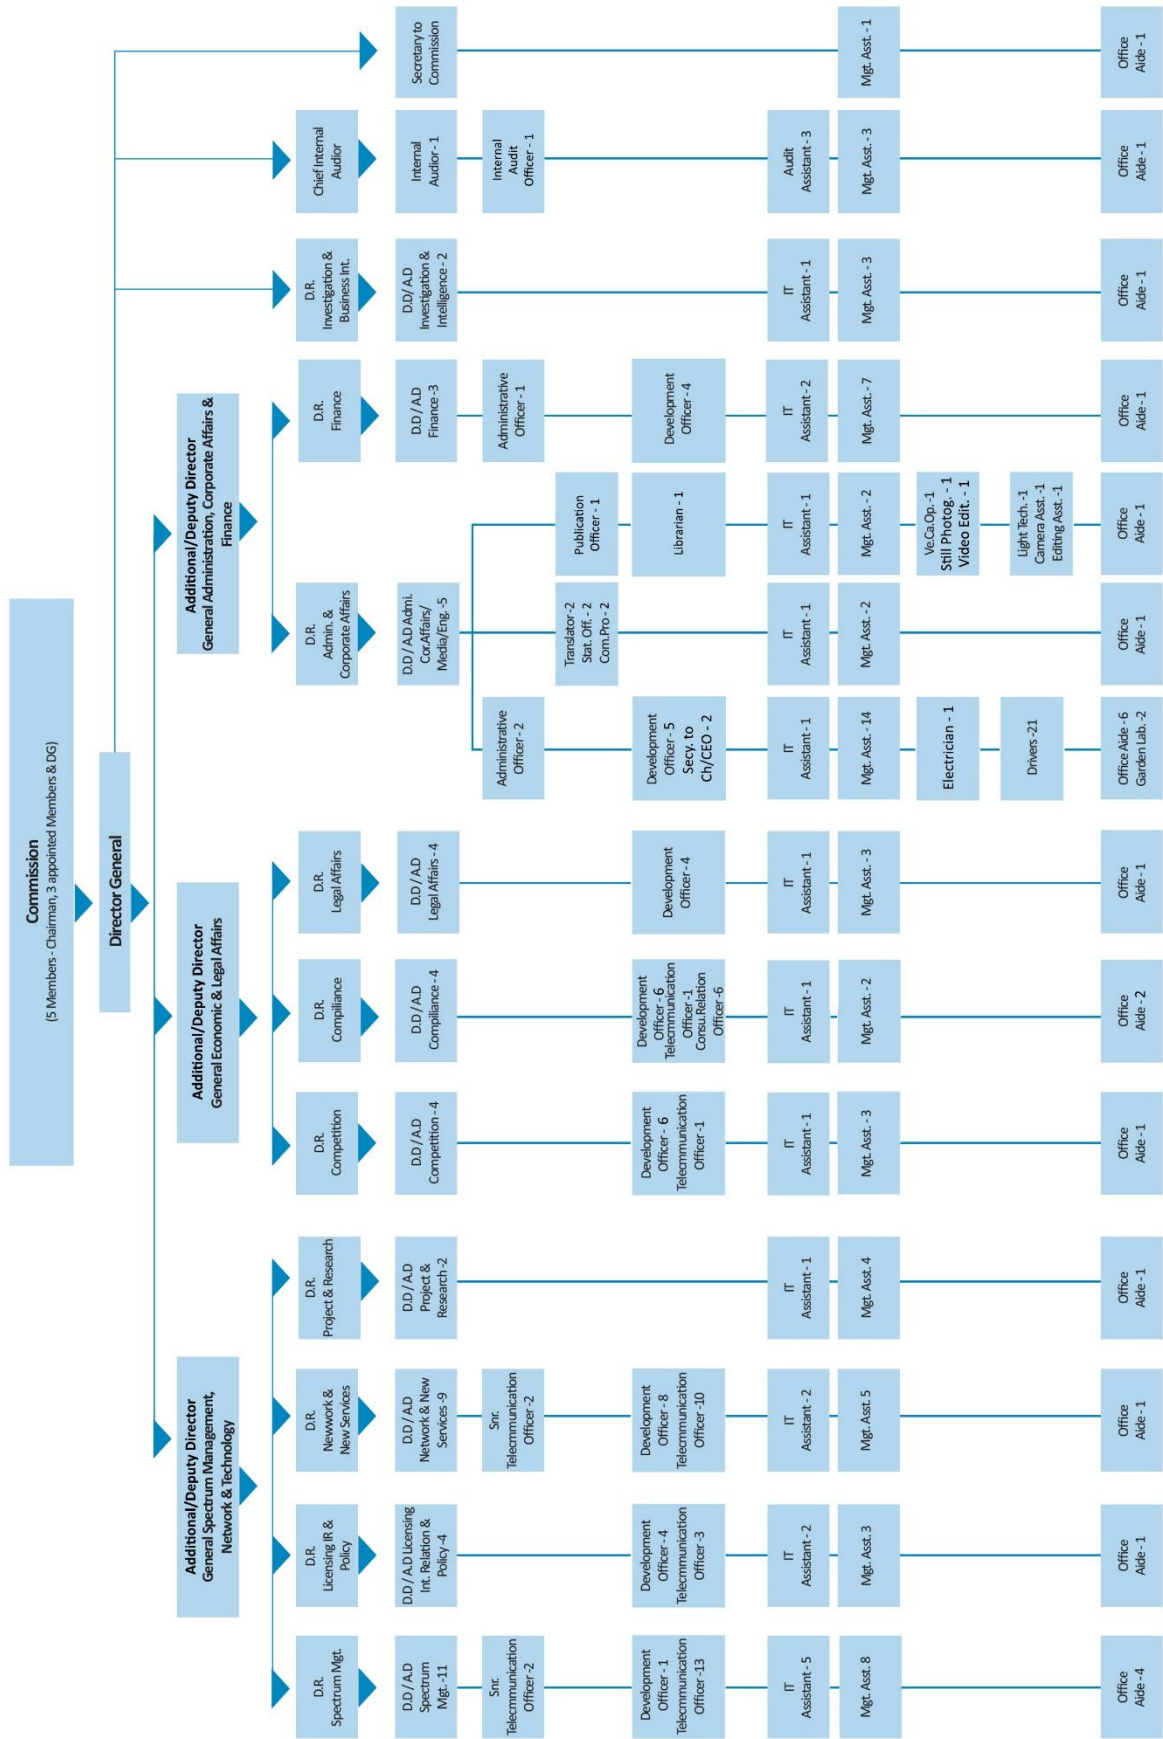 Commission
(5 Members - Chairman, 3 appointed Members & DG)
Director General
Additional/Deputy Director
General Spectrum Management,
Network & Technology
Additional/Deputy Director
General Economic & Legal Affairs
Additional/Deputy Director
General Administration, Corporate Affairs &
Finance
D.R.
Spectrum Mgt.
D.R.
Licensing IR &
Policy
D.R.
Newwork &
New Services
D.R.
Project & Research
D.R.
Competition
D.R.
Compiliance
D.R.
Legal Affairs
D.R.
Admin. &
Corporate Affairs
D.R.
Finance
D.R.
Investigation &
Business Int.
Chief Internal
Audior
D.D / A.D
Spectrum
Mgt. -11
D.D / A.D Licensing
Int. Relation &
Policy-4
D.D / A.D
Network & New
Services -9
D.D / A.D
Project &
Research -2
D.D / A.D
Competition - 4
D.D / A.D
Compiliance - 4
D.D / A.D
Legal Affairs - 4
D.D / A.D Admi.
Cor.Affairs/
Media/Eng. -5
D.D / A.D
Finance -3
D.D/ A.D
Investigation &
Intelligence - 2
Internal
Audior - 1
Secretary to
Commission
Snr.
Telecmmunication
Officer -2
Snr.
Telecmmunication
Officer -2
Administrative
Officer - 2
Administrative
Officer - 1
Internal
Audit
Officer - 1
Translator -2
Stat. Off. - 2
Com.Pro - 2
Publication
Officer - 1
Development
Officer - 1
Telecmmunication
Officer -13
Development
Officer - 4
Telecmmunication
Officer -3
Development
Officer - 8
Telecmmunication
Officer -10
Development
Officer - 6
Telecmmunication
Officer -1
Development
Officer - 6
Telecmmunication
Officer -1
Consu.Relation
Officer -6
Development
Officer - 4
Development
Officer - 5
Secy. to
Ch/CEO - 2
Librarian - 1
Development
Officer - 4
IT
Assistant - 5
IT
Assistant - 2
IT
Assistant - 2
IT
Assistant - 1
IT
Assistant - 1
IT
Assistant - 1
IT
Assistant - 1
IT
Assistant - 1
IT
Assistant - 1
IT
Assistant - 1
IT
Assistant - 2
IT
Assistant - 1
Audit
Assistant - 3
Mgt. Asst. 8
Mgt. Asst. 3
Mgt. Asst. 5
Mgt. Asst. 4
Mgt. Asst. - 3
Mgt. Asst. - 2
Mgt. Asst. - 3
Mgt. Asst. - 14
Mgt. Asst. - 2
Mgt. Asst. - 2
Mgt. Asst. - 7
Mgt. Asst. - 3
Mgt. Asst. - 3
Mgt. Asst. - 1
Electrician - 1
Ve.Ca.Op. -1
Still Photog. - 1
Video Edit. - 1
Drivers -21
Light Tech. -1
Camera Asst. -1
Editing Asst. -1
Office
Aide - 4
Office
Aide - 1
Office
Aide - 1
Office
Aide - 1
Office
Aide - 1
Office
Aide - 2
Office
Aide - 1
Office Aide - 6
Garden Lab. -2
Office
Aide - 1
Office
Aide - 1
Office
Aide - 1
Office
Aide - 1
Office
Aide - 1
Office
Aide - 1